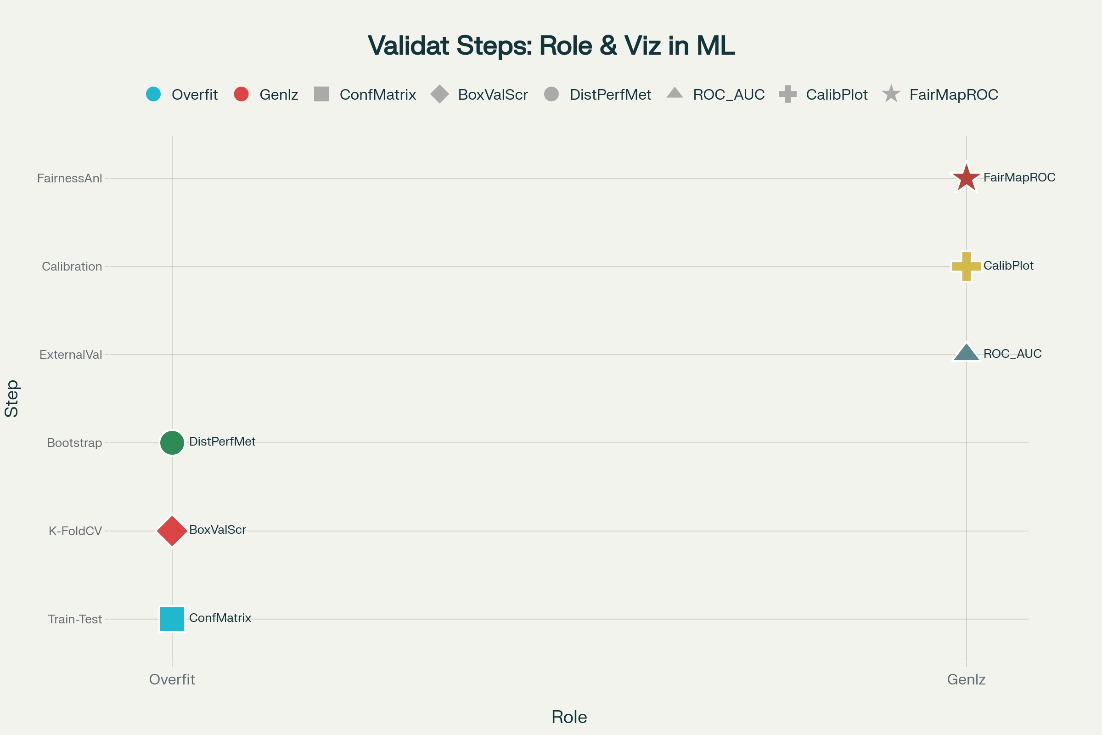 Validat Steps: Role & Viz in ML
Overfit Genlz ConfMatrix BoxValScr DistPerfMet ROC_AUC CalibPlot FairMapROC
FairnessAnl FairMapROC
Calibration CalibPlot
ExternalVal ROC_AUC
Step
Bootstrap DistPerfMet
K-FoldCV BoxValScr
Train-Test ConfMatrix
Overfit Genlz
Role